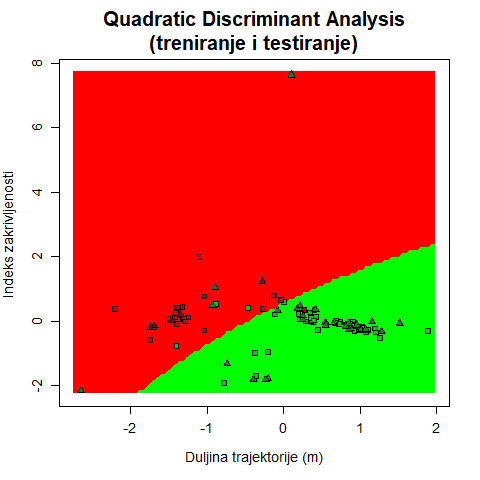 Quadratic Discriminant Analysis
(treniranje i testiranje)
Indeks zakrivljenosti
8
6
4
2
0
-2
-2
-1
0
1
2
Duljina trajektorije (m)